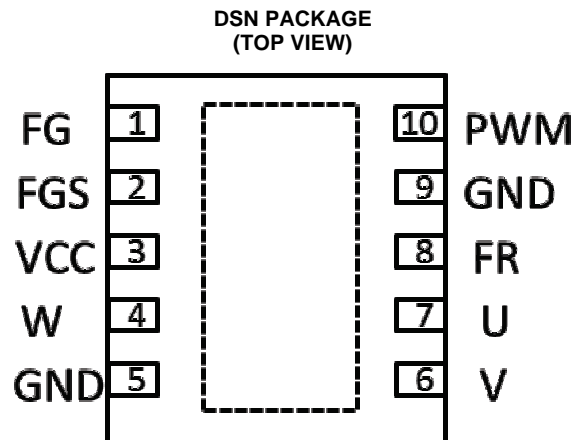 DSN PACKAGE
(TOP VIEW)
FG 1 10 PWM
FGS 2 9 GND
VCC 3 8 FR
W 4 7 U
GND 5 6 V